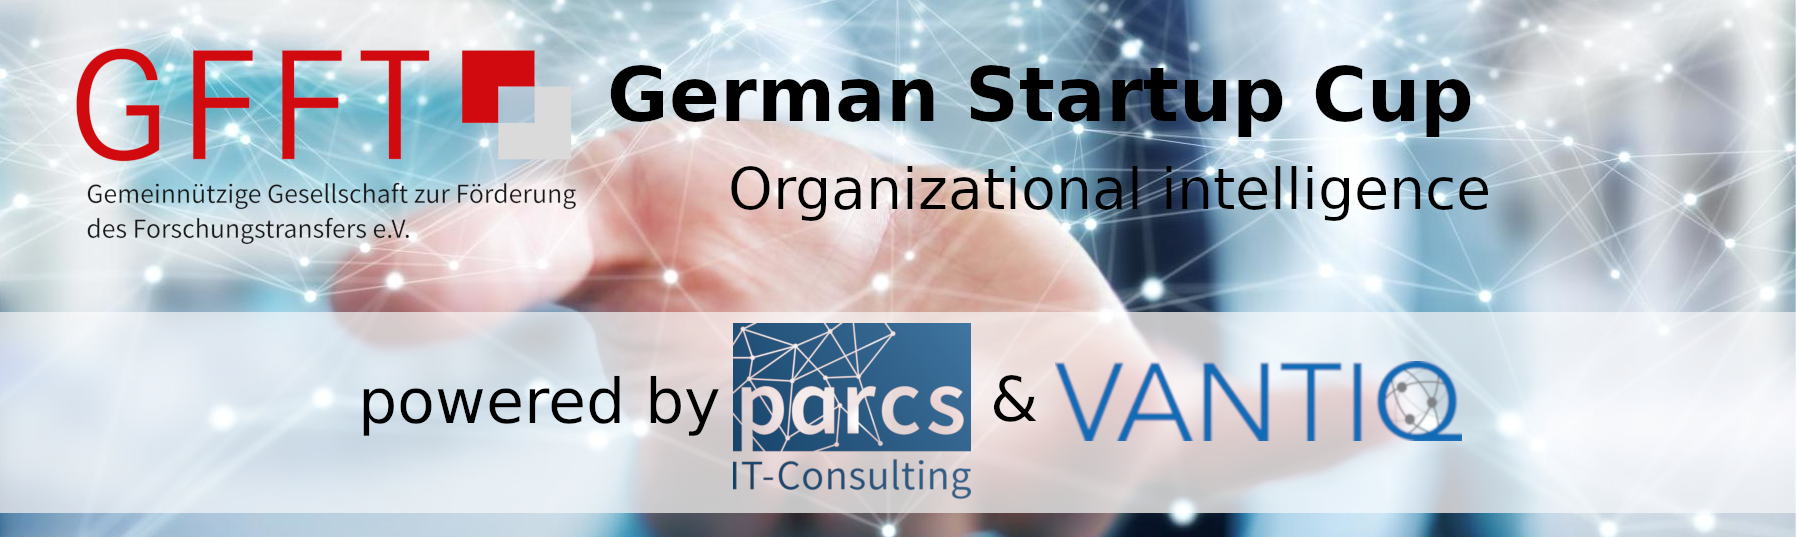 GFFT
Gemeinnützige Gesellschaft zur Förderung
des Forschungstransfers e.V.
German Startup Cup
Organizational intelligence
powered by parcs & VANTIQ
IT-Consulting